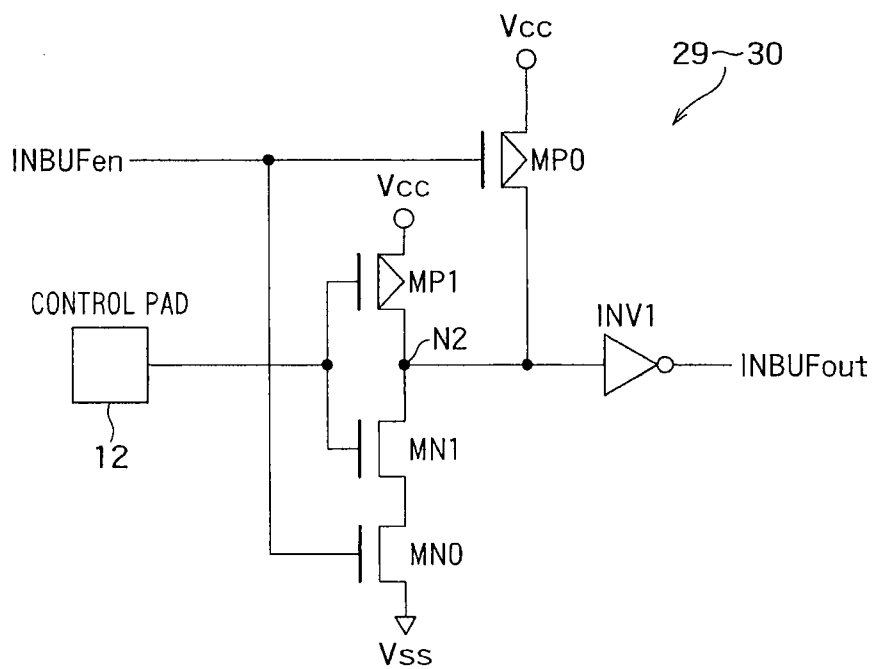 Vcc
29~30
INBUFen
MP0
Vcc
MP1
CONTROL PAD
INV1
N2
INBUFout
12
MN1
MN0
Vss